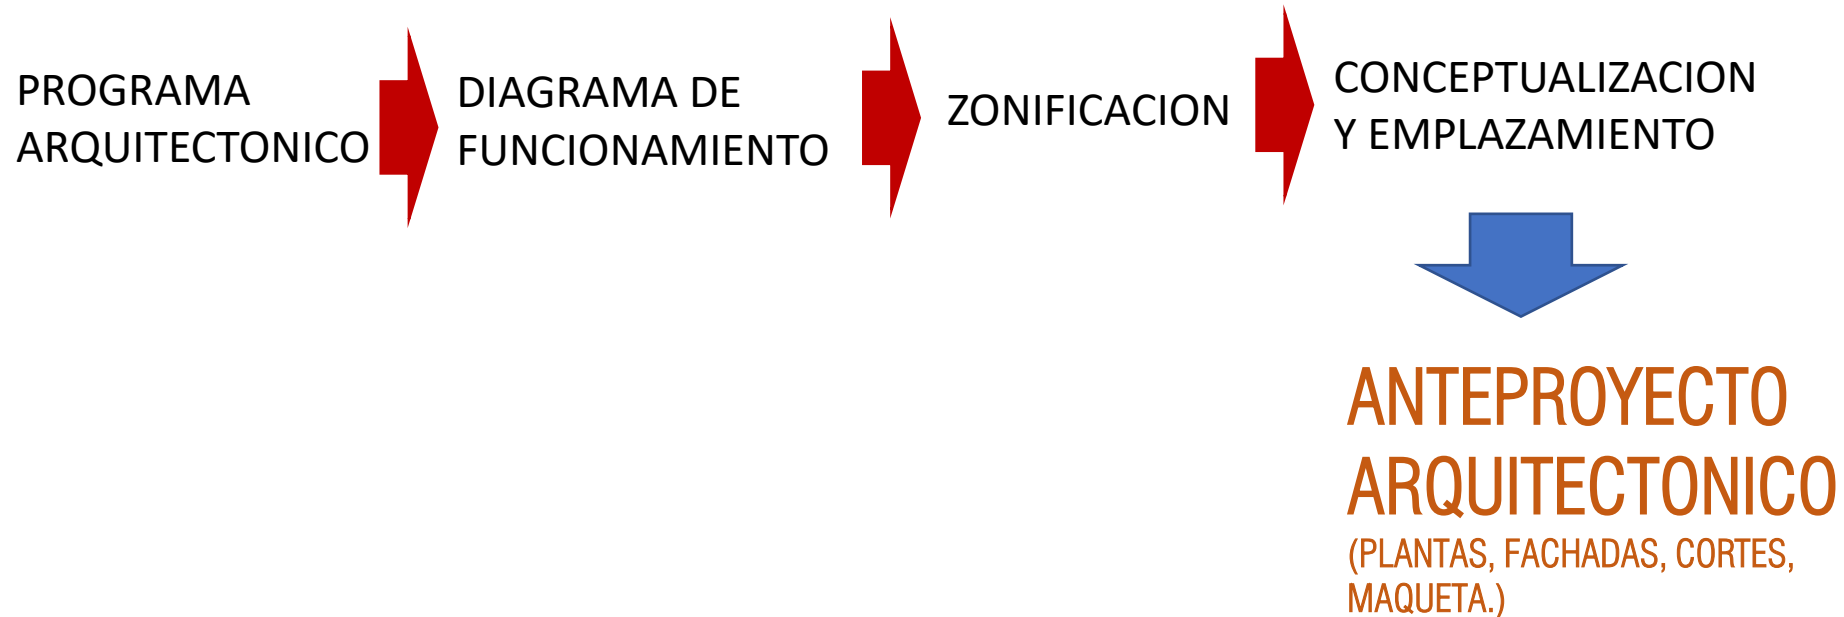 PROGRAMA
ARQUITECTONICO
DIAGRAMA DE
FUNCIONAMIENTO
ZONIFICACION
CONCEPTUALIZACION
Y EMPLAZAMIENTO
ANTEPROYECTO
ARQUITECTONICO
(PLANTAS, FACHADAS, CORTES,
MAQUETA.)